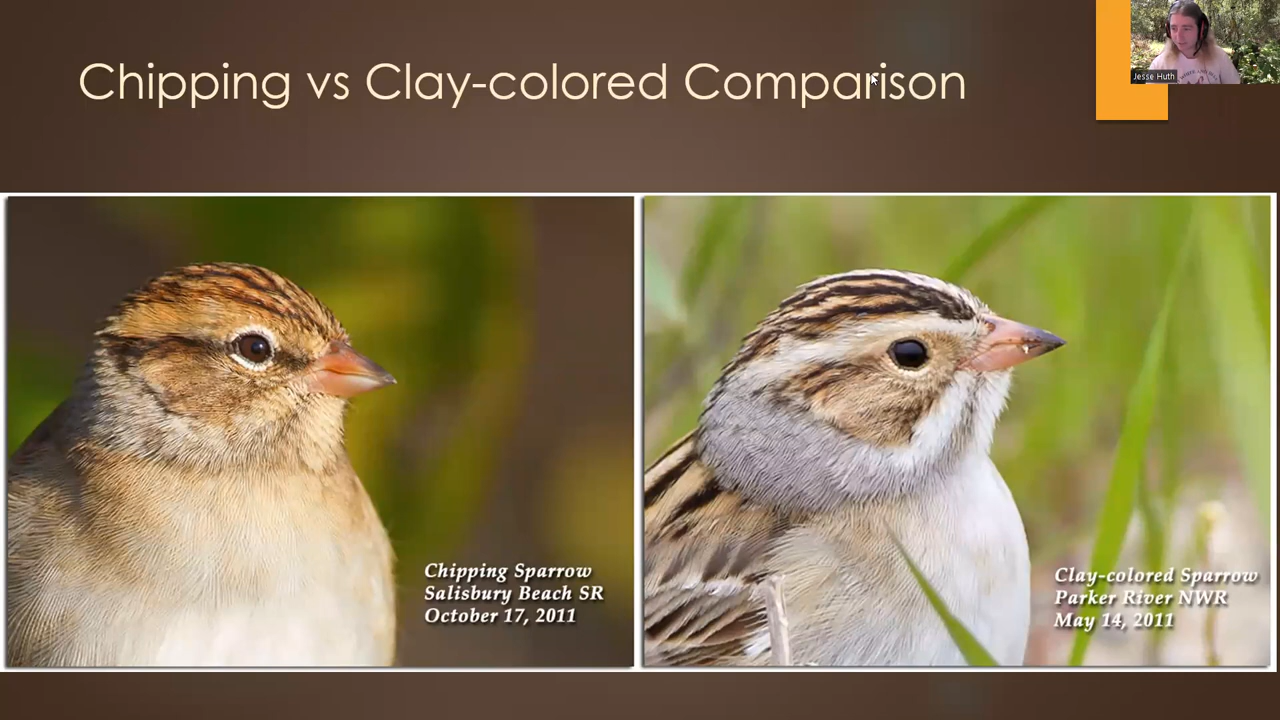 Chipping vs Clay-colored Comparison
Jesse Huth
Chipping Sparrow
Salisbury Beach SR
October 17, 2011
Clay-colored Sparrow
Parker River NWR
May 14, 2011